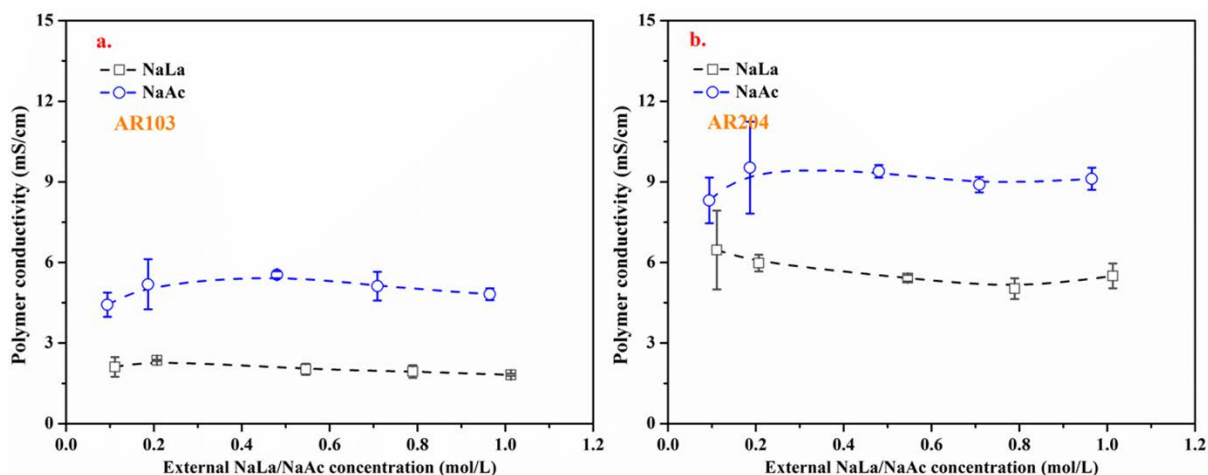 a.
NaLa
NaAc
AR103
15
12
9
6
3
0
Polymer conductivity (mS/cm)
0.0 0.2 0.4 0.6 0.8 1.0 1.2
External NaLa/NaAc concentration (mol/L)
b.
NaLa
NaAc
AR204
15
12
9
6
3
0
Polymer conductivity (mS/cm)
0.0 0.2 0.4 0.6 0.8 1.0 1.2
External NaLa/NaAc concentration (mol/L)